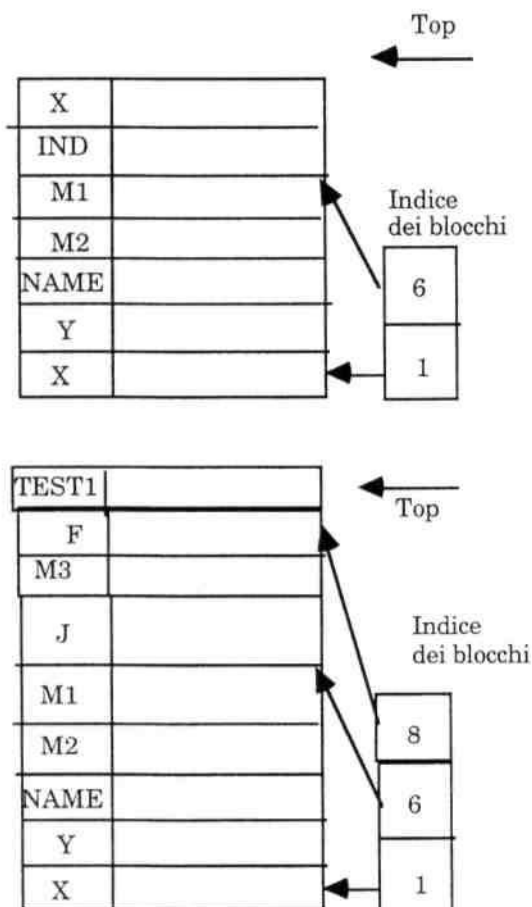 Top
X
IND
M1
M2
NAME
Y
X
Indice
dei blocchi
6
1
TEST1
F
M3
J
M1
M2
NAME
Y
X
Top
Indice
dei blocchi
8
6
1